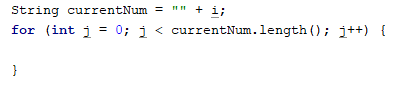 String currentNum = "" + i;
for (int j = 0; j < currentNum.length(); j++) {
}